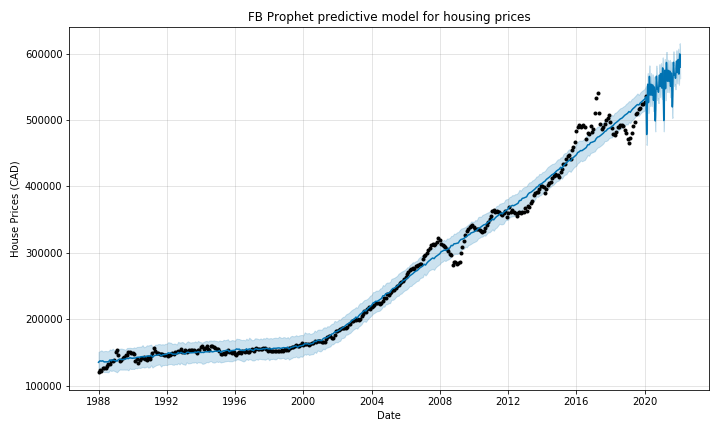 FB Prophet predictive model for housing prices
600000
500000
400000
300000
200000
100000
House Prices (CAD)
1988 1992 1996 2000 2004 2008 2012 2016 2020
Date